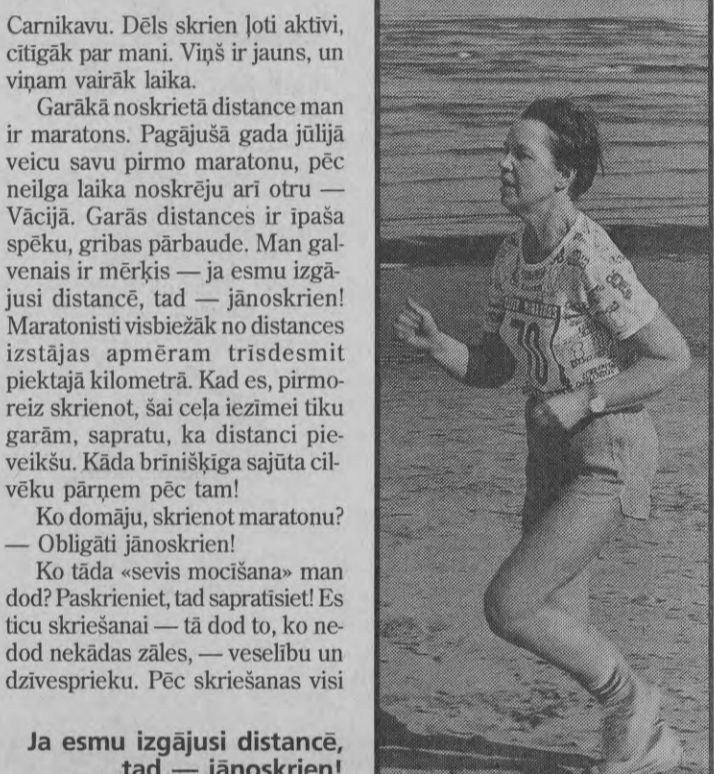 Carnikavu. Dēls skrien ļoti aktīvi,
cītīgāk par mani. Viņš ir jauns, un
viņam vairāk laika.
Garākā noskrietā distance man
ir maratons. Pagājušā gada jūlijā
veicu savu pirmo maratonu, pēc
neilga laika noskrēju arī otru —
Vācijā. Garās distances ir īpaša
spēku, gribas pārbaude. Man gal-
venais ir mērķis — ja esmu izgā-
jusi distancē, tad — jānoskrien!
Maratonisti visbiežāk no distances
izstājas apmēram trīsdesmit
piektajā kilometrā. Kad es, pirmo-
reiz skrienot, šai ceļa iezīmei tiku
garām, sapratu, ka distanci pie-
veikšu. Kāda brīnišķīga sajūta cil-
vēku pārņem pēc tam!
Ko domāju, skrienot maratonu?
— Obligāti jānoskrien!
Ko tāda «sevis mocīšana» man
dod? Paskrieniet, tad sapratīsiet! Es
ticu skriešanai — tā dod to, ko ne-
dod nekādas zāles, — veselību un
dzīvesprieku. Pēc skriešanas visi
Ja esmu izgājusi distancē,
tad — jānoskrien!
70